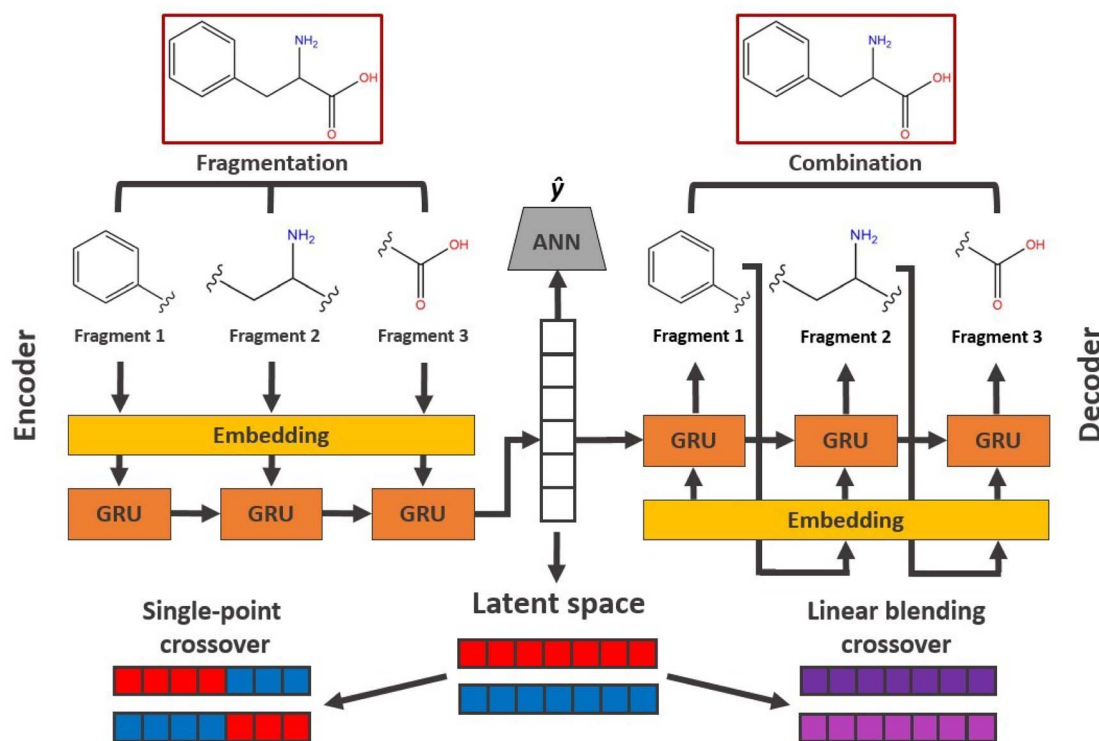 NH₂
OH
O
Fragmentation
NH₂
OH
O
Combination
ŷ
ANN
NH₂
OH
O
Fragment 1
Fragment 2
Fragment 3
NH₂
OH
O
Fragment 1
Fragment 2
Fragment 3
Encoder
Decoder
Embedding
GRU
GRU
GRU
GRU
GRU
GRU
Embedding
Latent space
Single-point
crossover
Linear blending
crossover